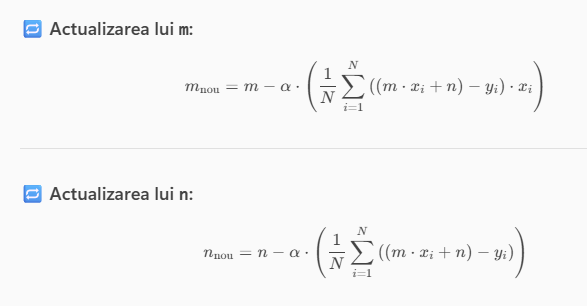 🔁 Actualizarea lui m:
m_nou = m − α · ( 1/N ∑_{i=1}^{N} ((m · x_i + n) − y_i) · x_i )
🔁 Actualizarea lui n:
n_nou = n − α · ( 1/N ∑_{i=1}^{N} ((m · x_i + n) − y_i) )